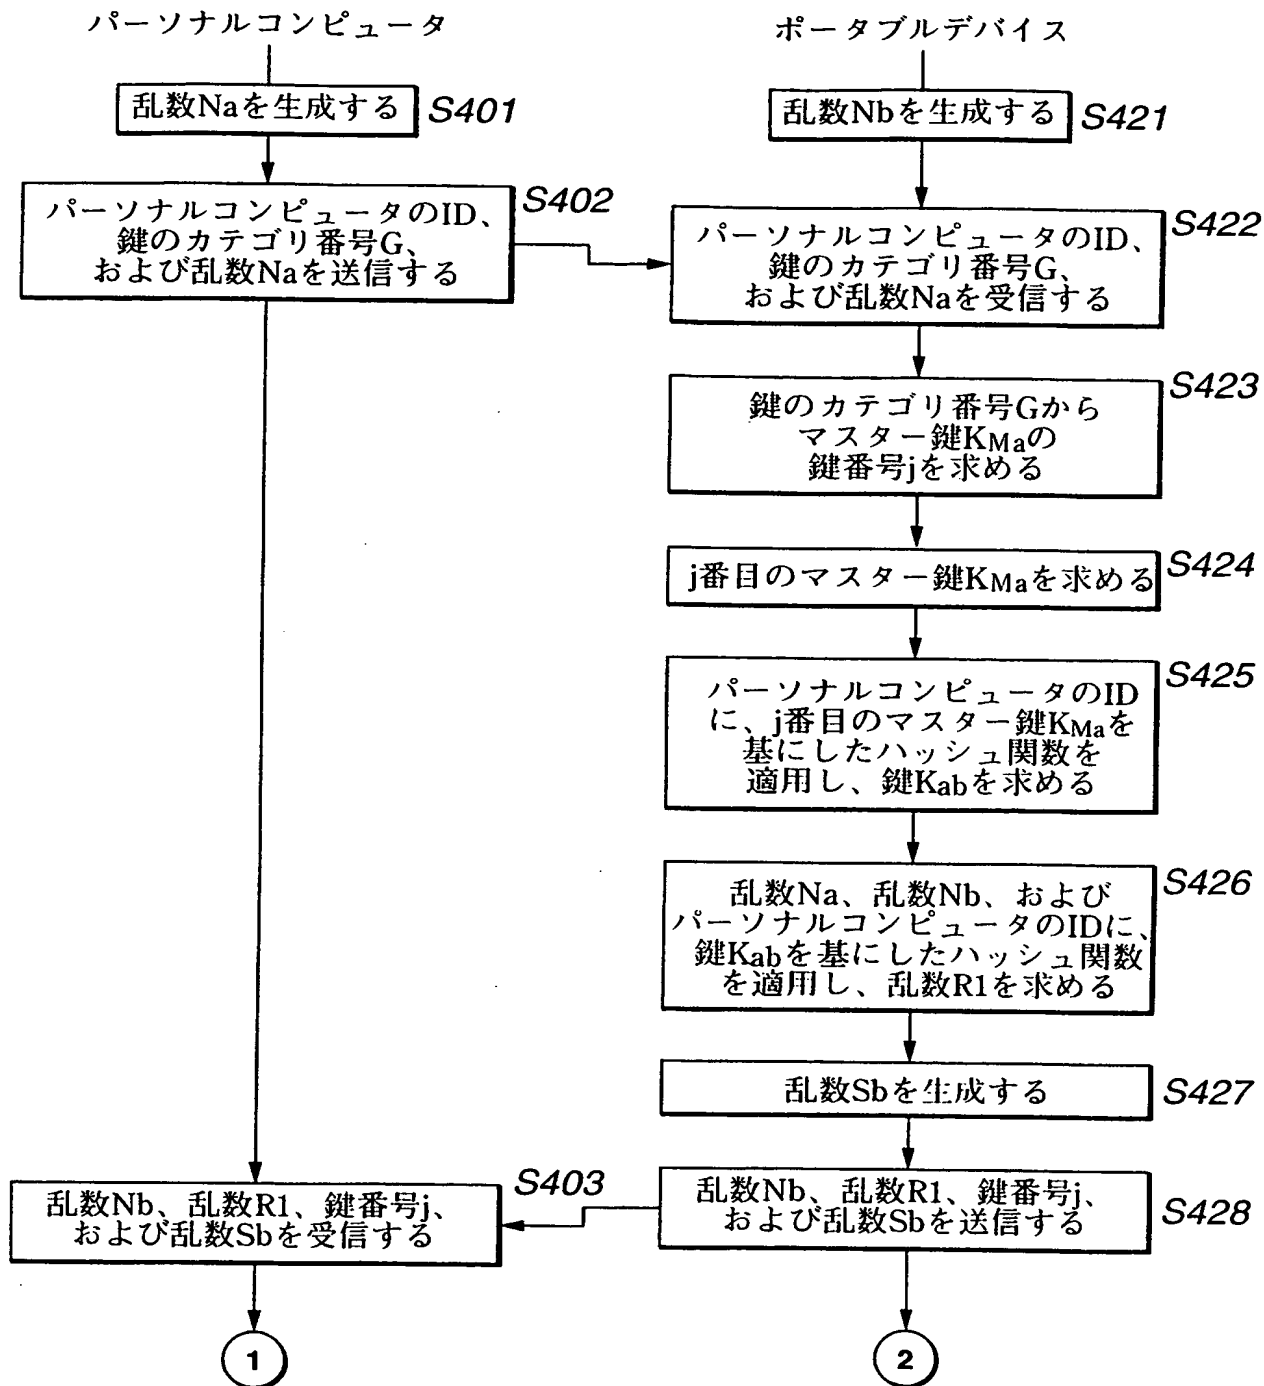 パーソナルコンピュータ
乱数Naを生成する
S401
パーソナルコンピュータのID、
鍵のカテゴリ番号G、
および乱数Naを送信する
S402
乱数Nb、乱数R1、鍵番号j、
および乱数Sbを受信する
S403
1
ポータブルデバイス
乱数Nbを生成する
S421
パーソナルコンピュータのID、
鍵のカテゴリ番号G、
および乱数Naを受信する
S422
鍵のカテゴリ番号Gから
マスター鍵KMaの
鍵番号jを求める
S423
j番目のマスター鍵KMaを求める
S424
パーソナルコンピュータのID
に、j番目のマスター鍵KMaを
基にしたハッシュ関数を
適用し、鍵Kabを求める
S425
乱数Na、乱数Nb、および
パーソナルコンピュータのIDに、
鍵Kabを基にしたハッシュ関数
を適用し、乱数R1を求める
S426
乱数Sbを生成する
S427
乱数Nb、乱数R1、鍵番号j、
および乱数Sbを送信する
S428
2